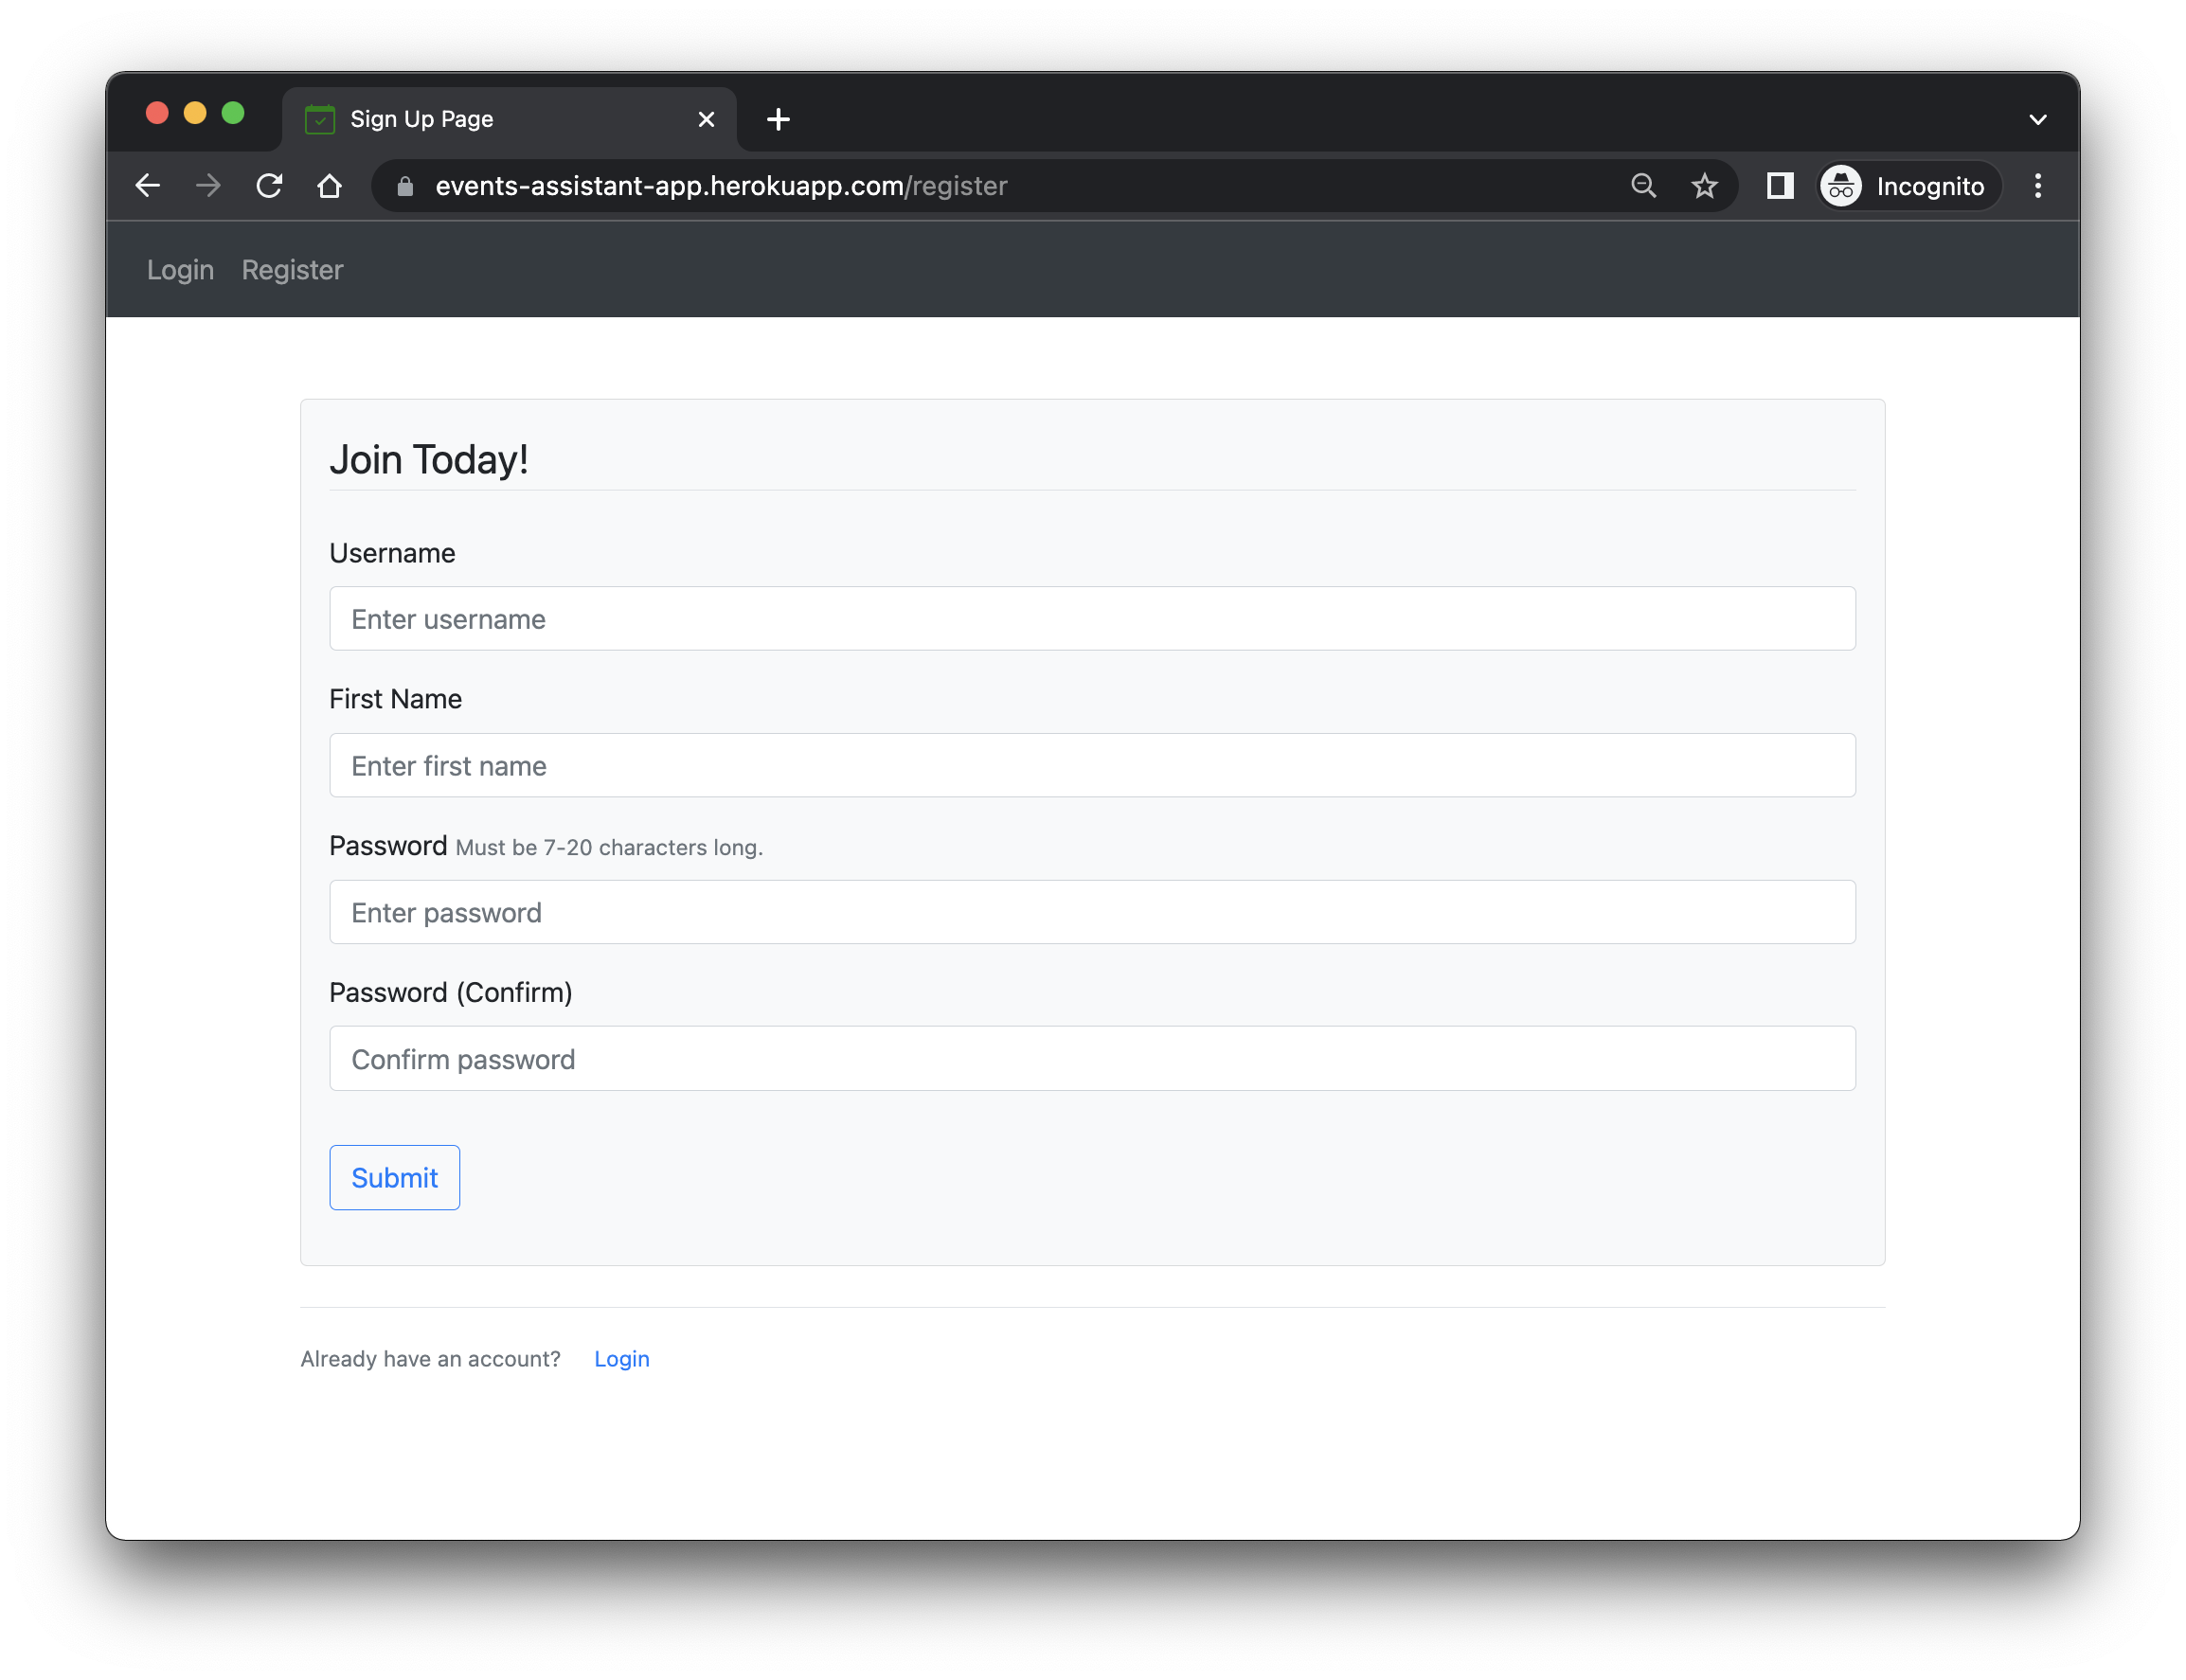 Sign Up Page
events-assistant-app.herokuapp.com/register
Incognito
Login Register
Join Today!
Username
Enter username
First Name
Enter first name
Password Must be 7-20 characters long.
Enter password
Password (Confirm)
Confirm password
Submit
Already have an account? Login